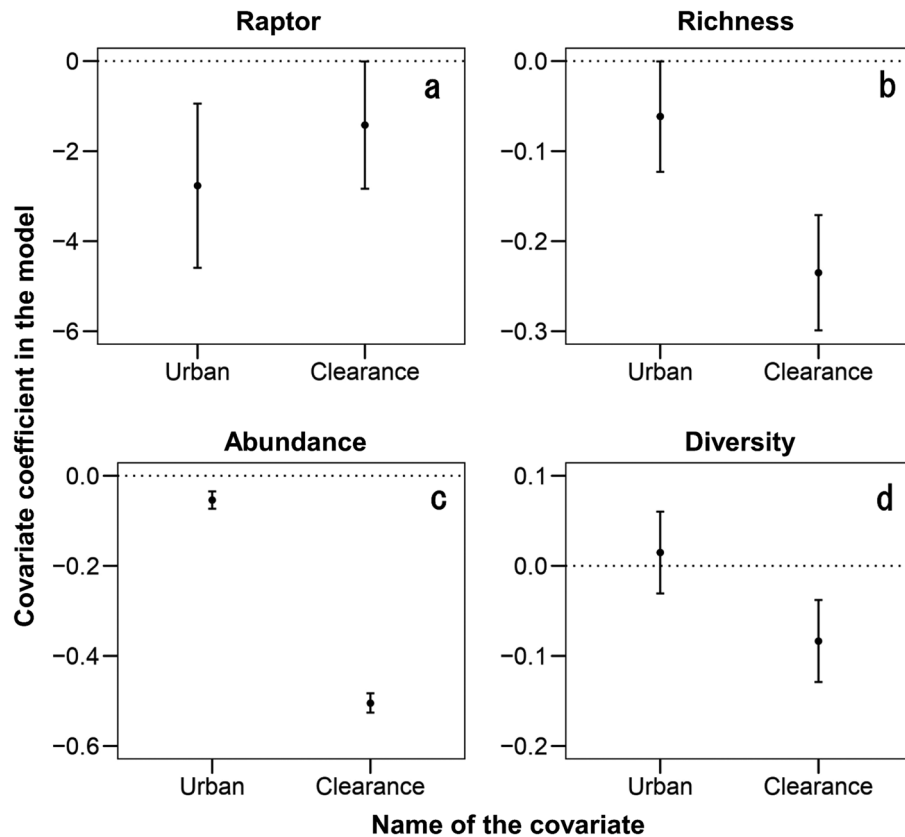 Raptor
Richness
0
−2
−4
−6
a
Urban
Clearance
0.0
−0.1
−0.2
−0.3
b
Urban
Clearance
Abundance
Diversity
0.0
−0.2
−0.4
−0.6
c
Urban
Clearance
0.1
0.0
−0.1
−0.2
d
Urban
Clearance
Covariate coefficient in the model
Name of the covariate